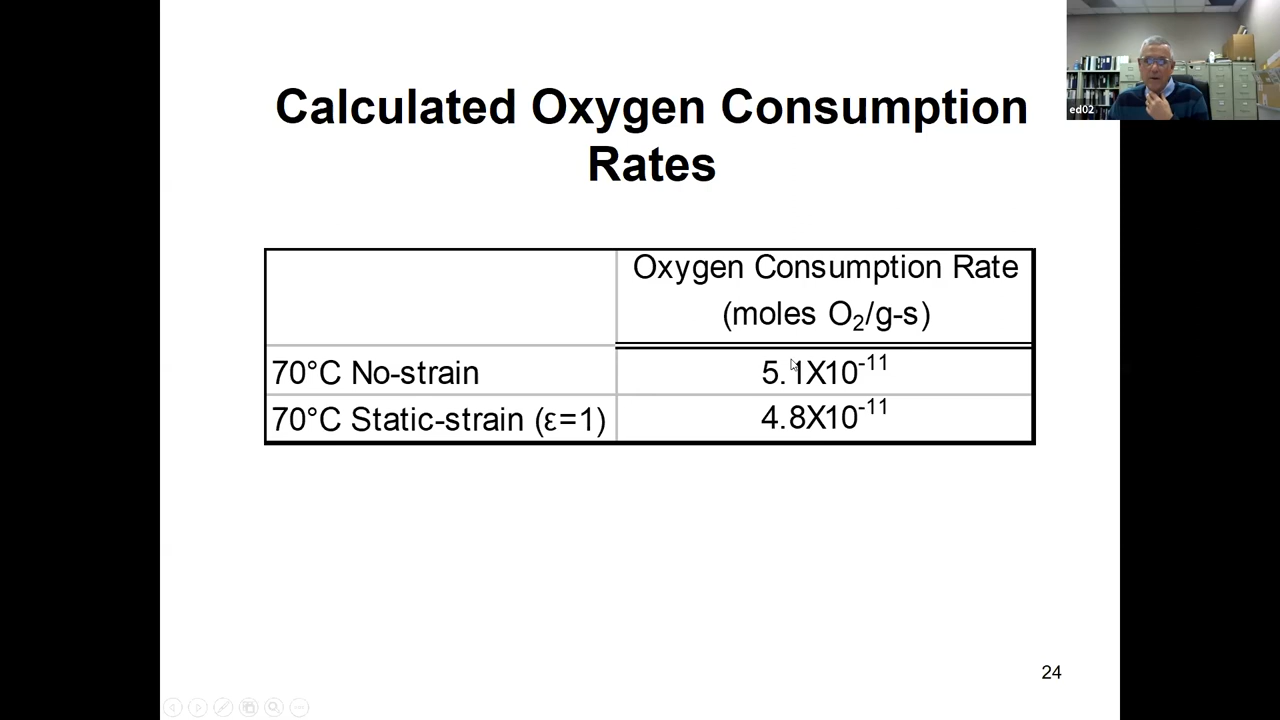 Calculated Oxygen Consumption
Rates
Oxygen Consumption Rate
(moles O₂/g-s)
70°C No-strain
5.1X10⁻¹¹
70°C Static-strain (ε=1)
4.8X10⁻¹¹
24
ed02